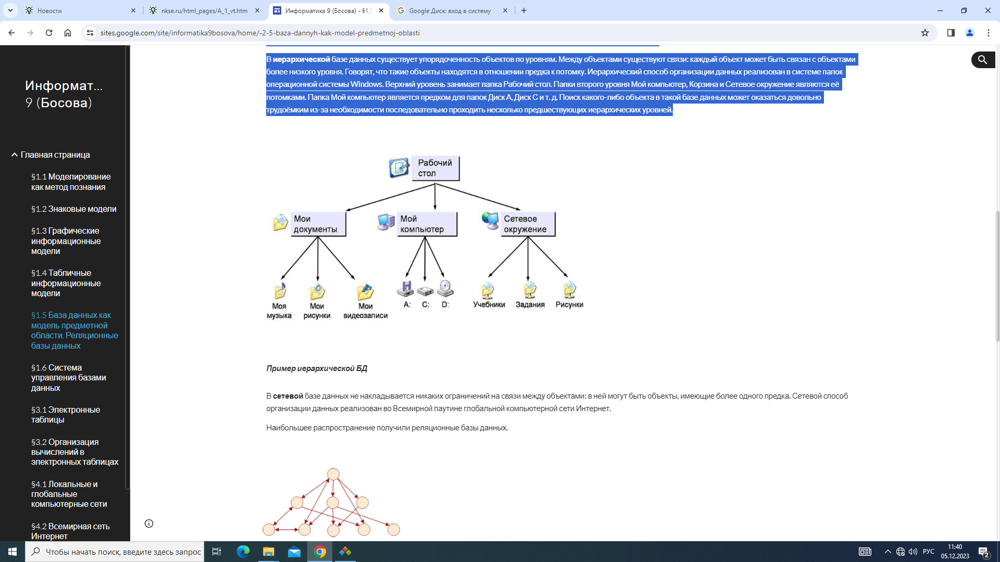 Новости
nkse.ru/html_pages/A_1_vt.htm
Информатика 9 (Босова) - §1.5
Google Диск: вход в систему
sites.google.com/site/informatika9bosova/home/-2-5-baza-dannyh-kak-model-predmetnoj-oblasti
Информат...
9 (Босова)
Главная страница
§1.1 Моделирование
как метод познания
§1.2 Знаковые модели
§1.3 Графические
информационные
модели
§1.4 Табличные
информационные
модели
§1.5 База данных как
модель предметной
области. Реляционные
базы данных
§1.6 Система
управления базами
данных
§3.1 Электронные
таблицы
§3.2 Организация
вычислений в
электронных таблицах
§4.1 Локальные и
глобальные
компьютерные сети
§4.2 Всемирная сеть
Интернет
В иерархической базе данных существует упорядоченность объектов по уровням. Между объектами существуют связи: каждый объект может быть связан с объектами
более низкого уровня. Говорят, что такие объекты находятся в отношении предка к потомку. Иерархический способ организации данных реализован в системе папок
операционной системы Windows. Верхний уровень занимает папка Рабочий стол. Папки второго уровня Мой компьютер, Корзина и Сетевое окружение являются её
потомками. Папка Мой компьютер является предком для папок Диск А, Диск С и т. д. Поиск какого-либо объекта в такой базе данных может оказаться довольно
трудоёмким из-за необходимости последовательно проходить несколько предшествующих иерархических уровней.
Рабочий
стол
Мои
документы
Мой
компьютер
Сетевое
окружение
Моя
музыка
Мои
рисунки
Мои
видеозаписи
A:
C:
D:
Учебники
Задания
Рисунки
Пример иерархической БД
В сетевой базе данных не накладывается никаких ограничений на связи между объектами: в ней могут быть объекты, имеющие более одного предка. Сетевой способ
организации данных реализован во Всемирной паутине глобальной компьютерной сети Интернет.
Наибольшее распространение получили реляционные базы данных.
Чтобы начать поиск, введите здесь запрос
РУС
11:40
05.12.2023
2